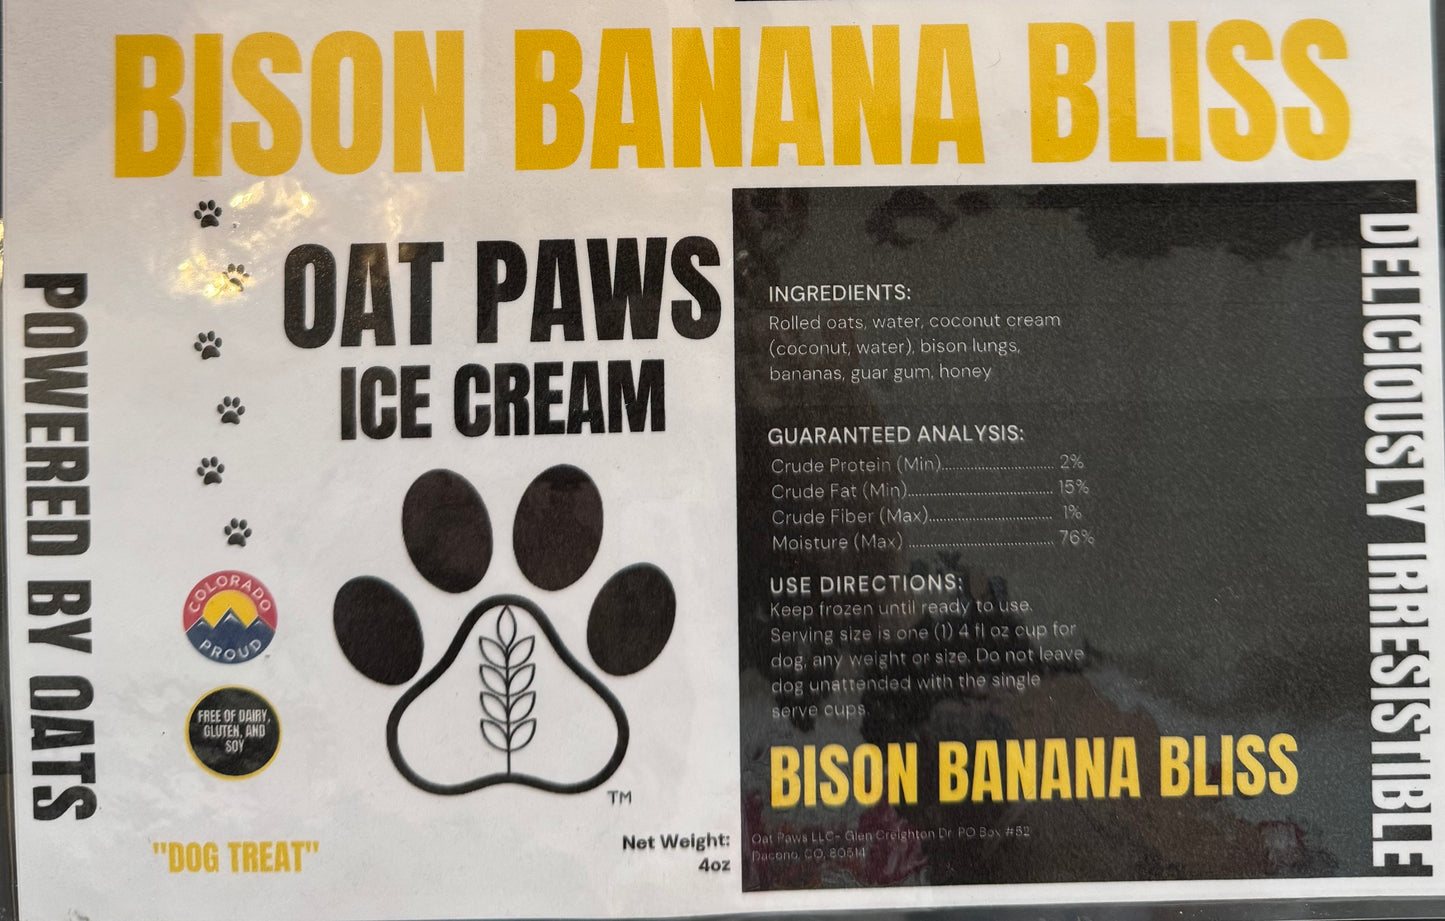 BISON BANANA BLISS
POWERED BY OATS
OAT PAWS
ICE CREAM
COLORADO
PROUD
FREE OF DAIRY,
GLUTEN, AND
SOY
TM
"DOG TREAT"
Net Weight:
4oz
INGREDIENTS:
Rolled oats, water, coconut cream
(coconut, water), bison lungs,
bananas, guar gum, honey
GUARANTEED ANALYSIS:
Crude Protein (Min)............................ 2%
Crude Fat (Min)..................................... 15%
Crude Fiber (Max)............................... 1%
Moisture (Max) ..................................... 76%
USE DIRECTIONS:
Keep frozen until ready to use.
Serving size is one (1) 4 fl oz cup for
dog, any weight or size. Do not leave
dog unattended with the single
serve cups.
BISON BANANA BLISS
Oat Paws LLC- Glen Creighton Dr PO Box #52
Dacono, CO, 80514
DELICIOUSLY IRRESISTIBLE